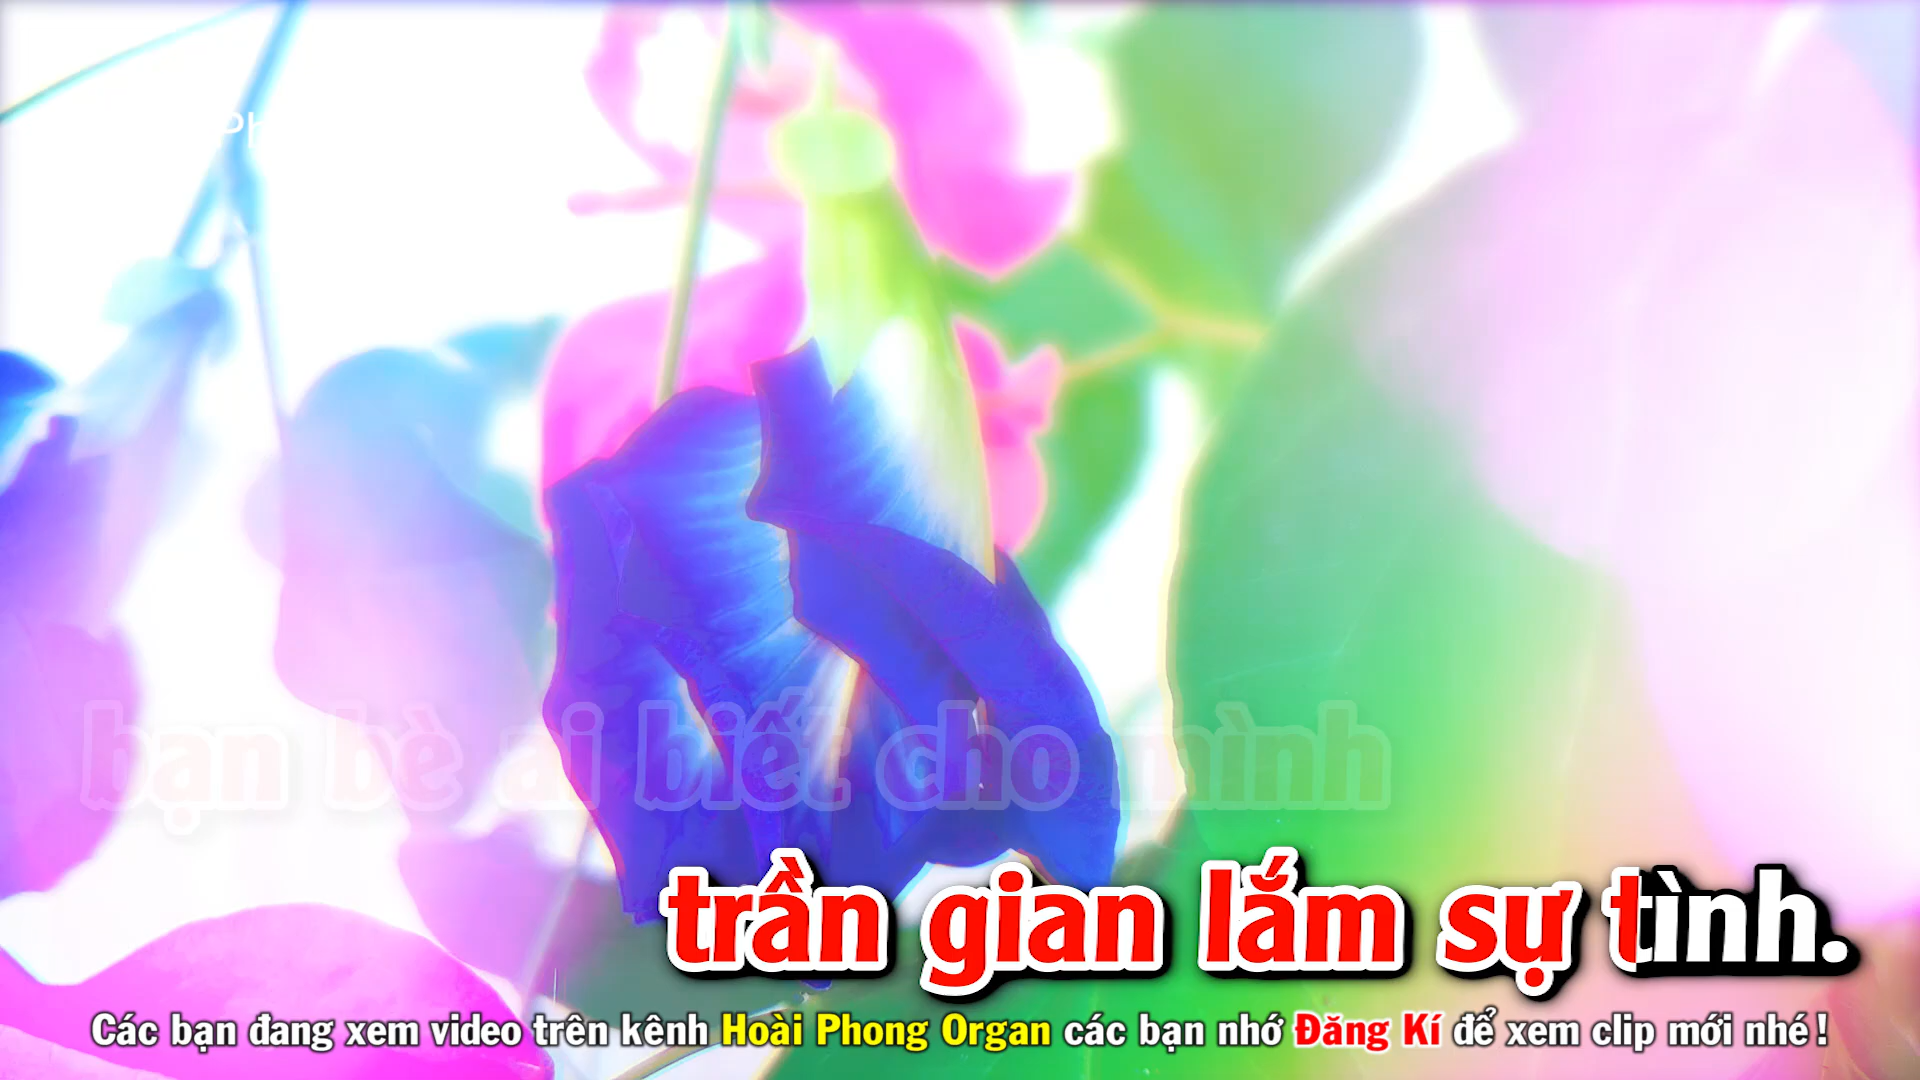 Ph
bạn bè ai biết cho mình
trần gian lắm sự tình.
Các bạn đang xem video trên kênh Hoài Phong Organ các bạn nhớ Đăng Kí để xem clip mới nhé !